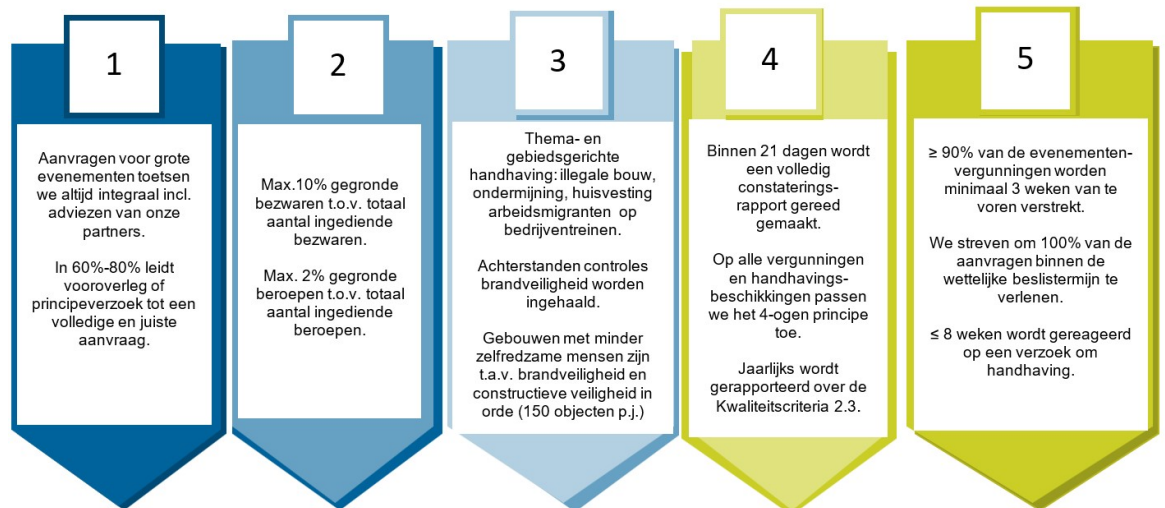 1
Aanvragen voor grote
evenementen toetsen
we altijd integraal incl.
adviezen van onze
partners.
In 60%-80% leidt
vooroverleg of
principeverzoek tot een
volledige en juiste
aanvraag.
2
Max.10% gegronde
bezwaren t.o.v. totaal
aantal ingediende
bezwaren.
Max. 2% gegronde
beroepen t.o.v. totaal
aantal ingediende
beroepen.
3
Thema- en
gebiedsgerichte
handhaving: illegale bouw,
ondermijning, huisvesting
arbeidsmigranten op
bedrijventreinen.
Achterstanden controles
brandveiligheid worden
ingehaald.
Gebouwen met minder
zelfredzame mensen zijn
t.a.v. brandveiligheid en
constructieve veiligheid in
orde (150 objecten p.j.)
4
Binnen 21 dagen wordt
een volledig
constaterings-
rapport gereed
gemaakt.
Op alle vergunningen
en handhavings-
beschikkingen passen
we het 4-ogen principe
toe.
Jaarlijks wordt
gerapporteerd over de
Kwaliteitscriteria 2.3.
5
≥ 90% van de evenementen-
vergunningen worden
minimaal 3 weken van te
voren verstrekt.
We streven om 100% van de
aanvragen binnen de
wettelijke beslistermijn te
verlenen.
≤ 8 weken wordt gereageerd
op een verzoek om
handhaving.